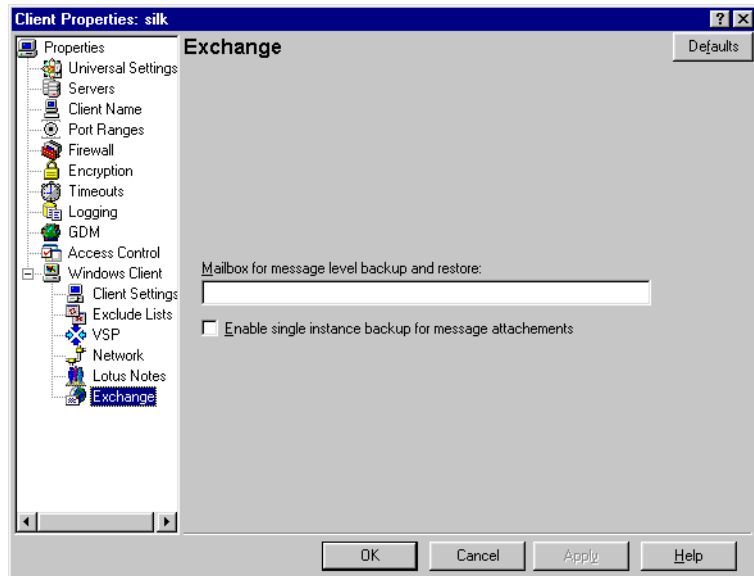 Client Properties: silk
Properties
Universal Settings
Servers
Client Name
Port Ranges
Firewall
Encryption
Timeouts
Logging
GDM
Access Control
Windows Client
Client Settings
Exclude Lists
VSP
Network
Lotus Notes
Exchange
Exchange
Defaults
Mailbox for message level backup and restore:
Enable single instance backup for message attachements
OK
Cancel
Apply
Help